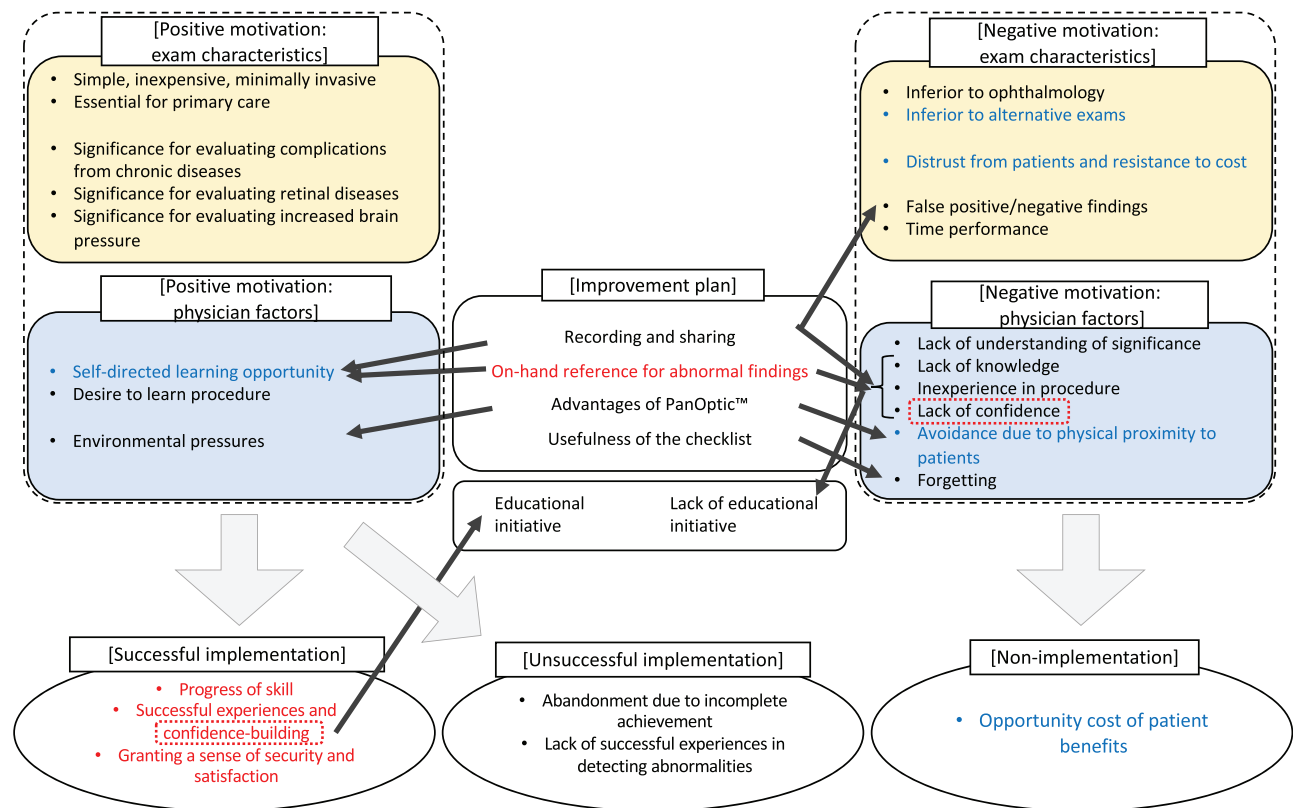 [Positive motivation:
exam characteristics]
• Simple, inexpensive, minimally invasive
• Essential for primary care
• Significance for evaluating complications
from chronic diseases
• Significance for evaluating retinal diseases
• Significance for evaluating increased brain
pressure
[Positive motivation:
physician factors]
• Self-directed learning opportunity
• Desire to learn procedure
• Environmental pressures
[Improvement plan]
Recording and sharing
On-hand reference for abnormal findings
Advantages of PanOptic™
Usefulness of the checklist
Educational
initiative
Lack of educational
initiative
[Negative motivation:
exam characteristics]
• Inferior to ophthalmology
• Inferior to alternative exams
• Distrust from patients and resistance to cost
• False positive/negative findings
• Time performance
[Negative motivation:
physician factors]
• Lack of understanding of significance
• Lack of knowledge
• Inexperience in procedure
• Lack of confidence
• Avoidance due to physical proximity to
patients
• Forgetting
[Successful implementation]
• Progress of skill
• Successful experiences and
confidence-building
• Granting a sense of security and
satisfaction
[Unsuccessful implementation]
• Abandonment due to incomplete
achievement
• Lack of successful experiences in
detecting abnormalities
[Non-implementation]
• Opportunity cost of patient
benefits